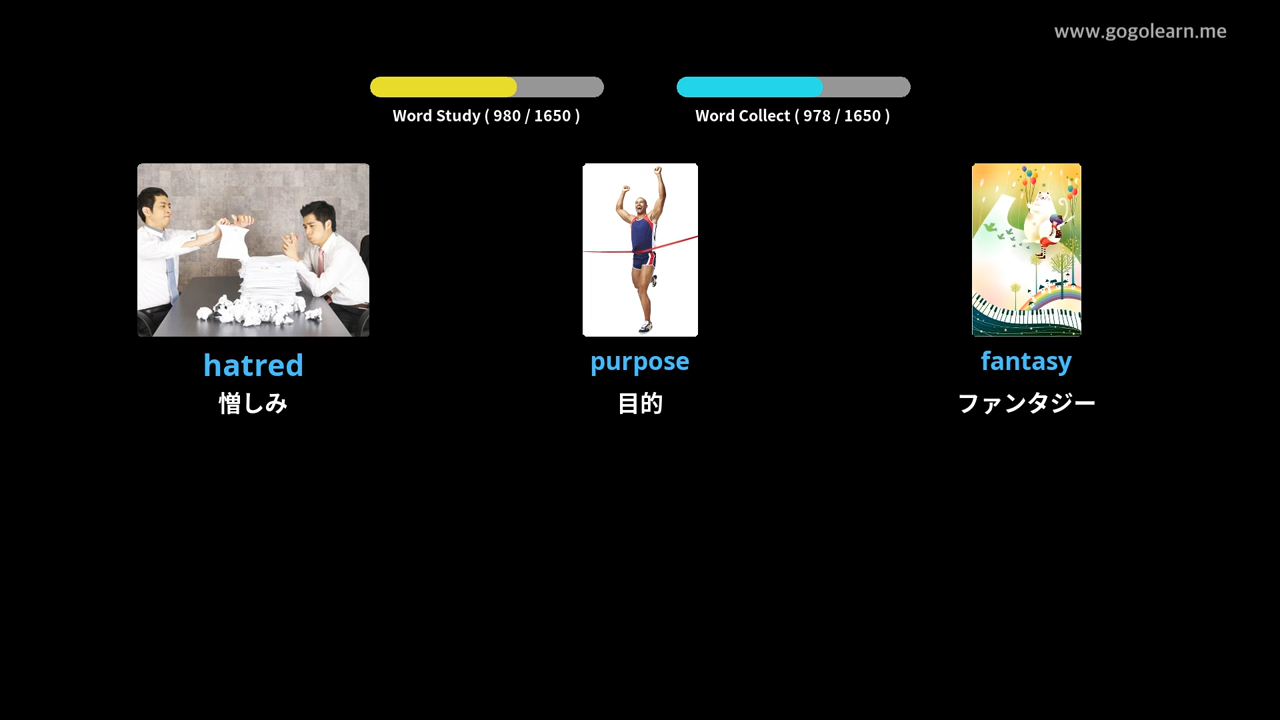 www.gogolearn.me
Word Study ( 980 / 1650 )
Word Collect ( 978 / 1650 )
hatred
purpose
fantasy
憎しみ
目的
ファンタジー